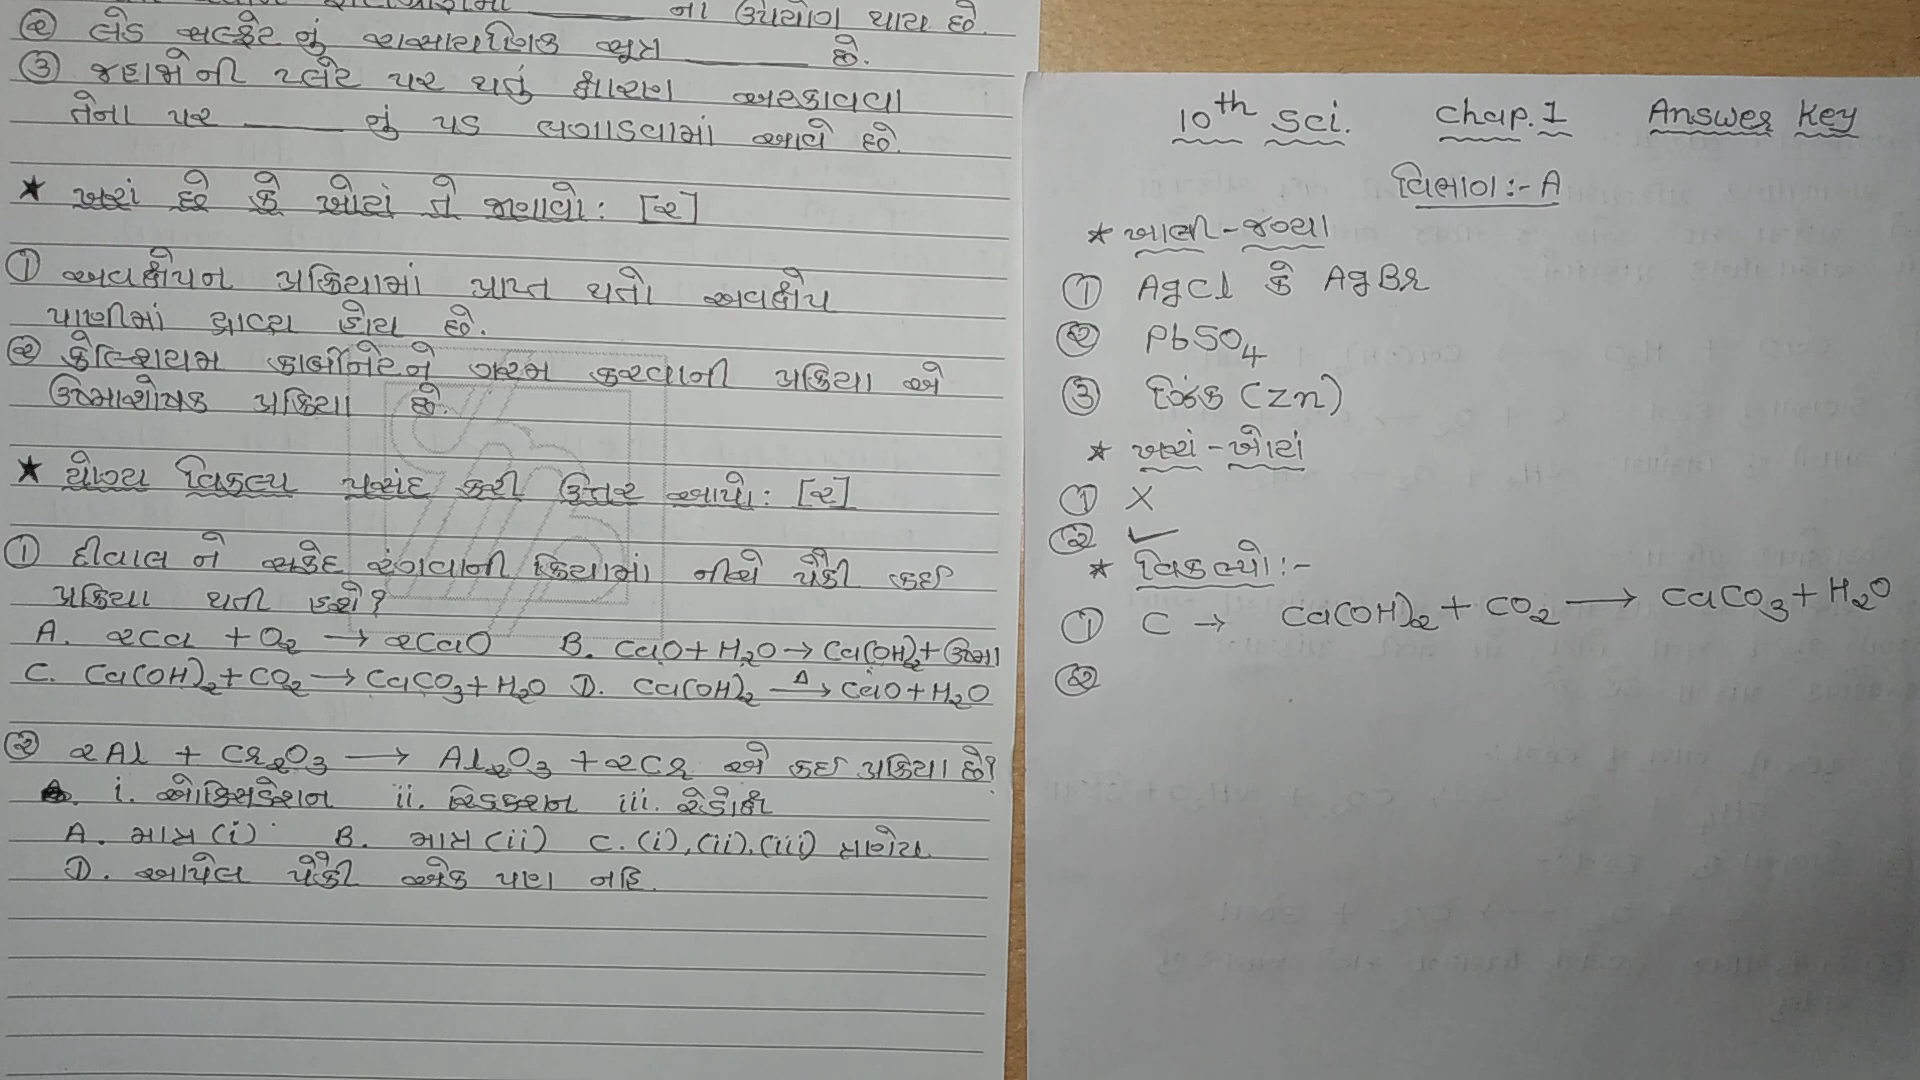 ના ઉપયોગ થાય છે.
② લેડ સલ્ફેટ નું રાસાયણિક સૂત્ર ______ છે.
③ જહાજોની પ્લેટ પર થતું ક્ષારણ અટકાવવા
તેના પર ______ નું પડ લગાડવામાં આવે છે.
★ ખરાં છે કે ખોટાં તે જણાવો: [૨]
① અવક્ષેપન પ્રક્રિયામાં પ્રાપ્ત થતો અવક્ષેપ
પાણીમાં દ્રાવ્ય હોય છે.
② કેલ્શિયમ કાર્બોનેટને ગરમ કરવાની પ્રક્રિયા એ
ઉષ્માશોષક પ્રક્રિયા છે.
★ યોગ્ય વિકલ્પ પસંદ કરી ઉત્તર આપો: [૨]
① દીવાલ ને સફેદ રંગવાની ક્રિયામાં નીચે પૈકી કઈ
પ્રક્રિયા થતી હશે?
A. 2Ca + O₂ → 2CaO B. CaO + H₂O → Ca(OH)₂ + ઉષ્મા
C. Ca(OH)₂ + CO₂ → CaCO₃ + H₂O D. Ca(OH)₂ →Δ CaO + H₂O
② 2Al + Cr₂O₃ → Al₂O₃ + 2Cr એ કઈ પ્રક્રિયા છે?
i. ઓક્સિડેશન ii. રિડક્શન iii. રેડોક્ષ
A. માત્ર (i) B. માત્ર (ii) C. (i), (ii), (iii) ત્રણેય
D. આપેલ પૈકી એક પણ નહિ.
10th Sci. Chap. 1 Answer Key
વિભાગ :- A
★ ખાલી-જગ્યા
① AgCl કે AgBr
② PbSO₄
③ ઝિંક (Zn)
★ ખરાં - ખોટાં
① X
② ✓
★ વિકલ્પો :-
① C → Ca(OH)₂ + CO₂ → CaCO₃ + H₂O
②